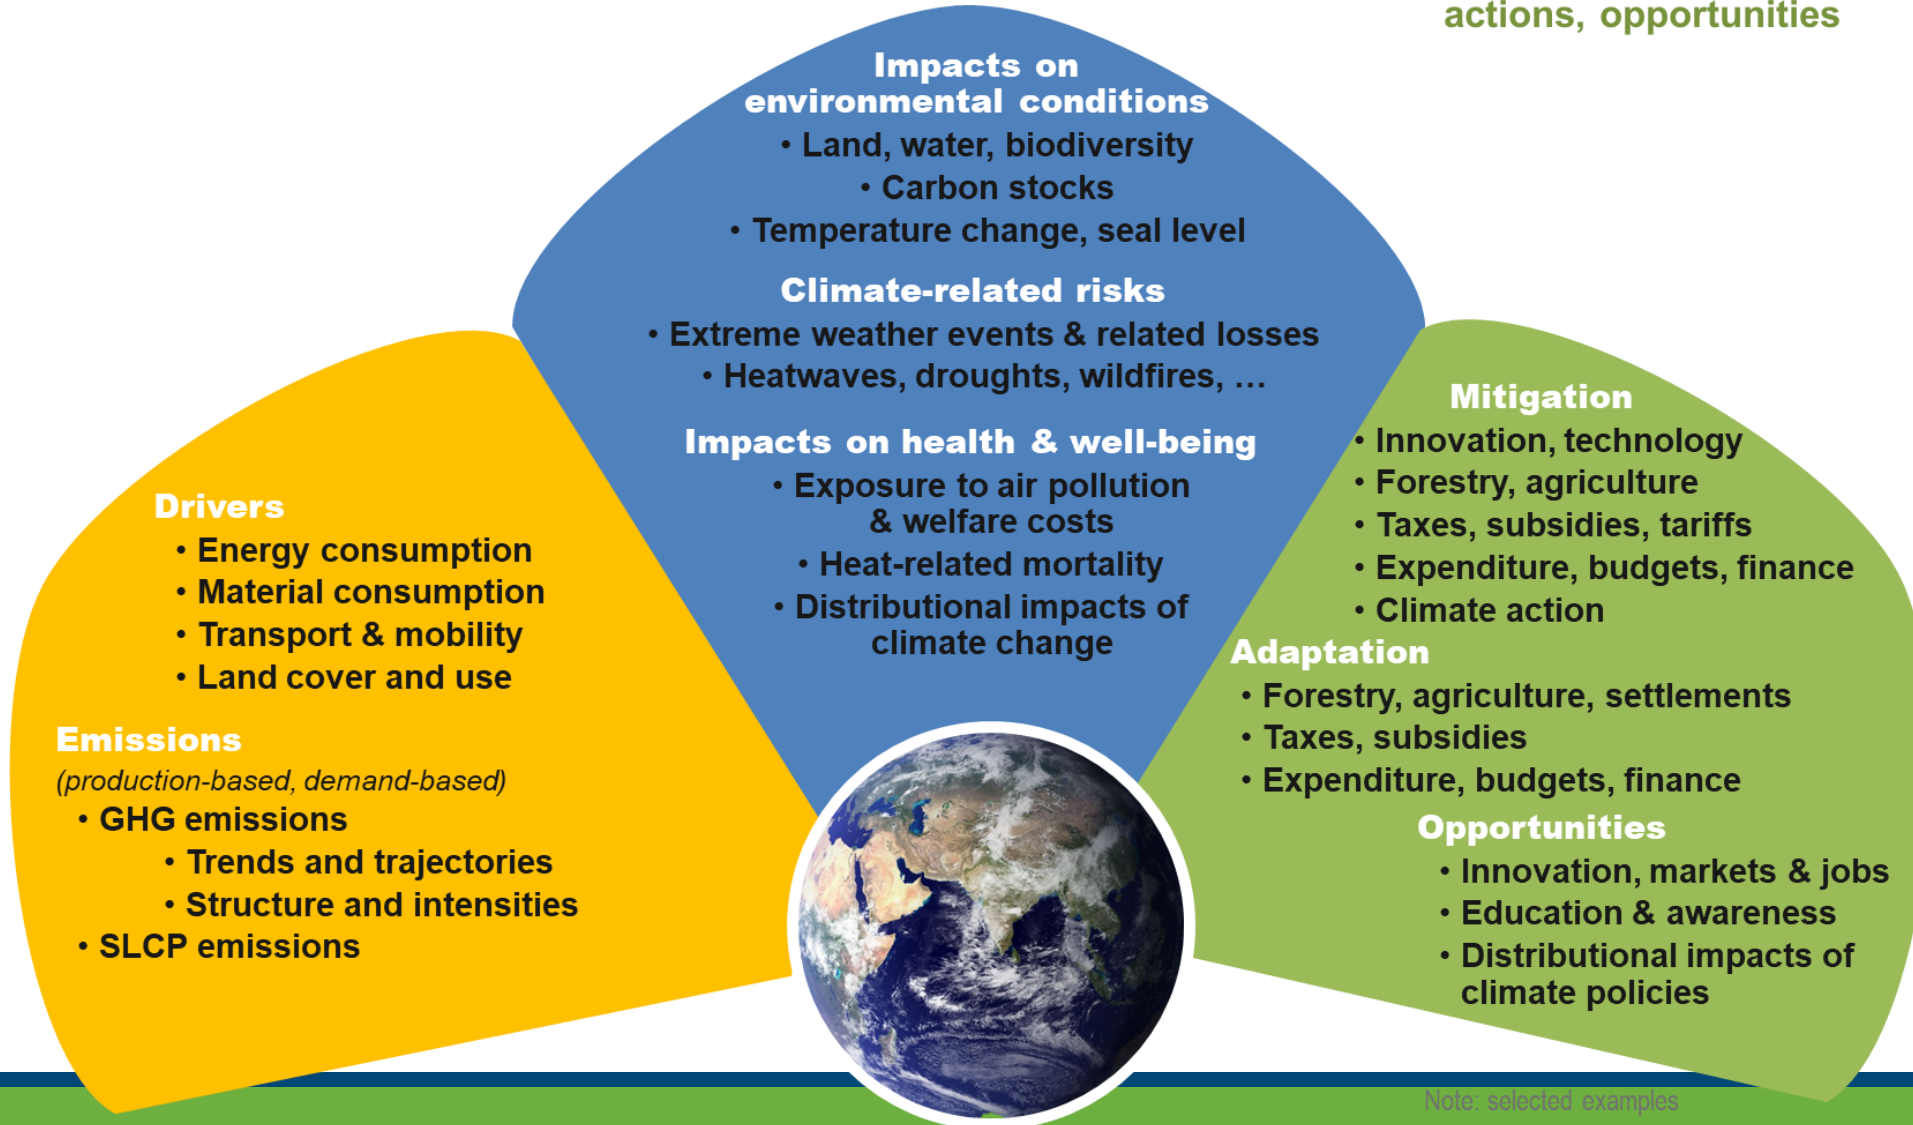 actions, opportunities
Impacts on
environmental conditions
• Land, water, biodiversity
• Carbon stocks
• Temperature change, seal level
Climate-related risks
• Extreme weather events & related losses
• Heatwaves, droughts, wildfires, …
Impacts on health & well-being
• Exposure to air pollution
& welfare costs
• Heat-related mortality
• Distributional impacts of
climate change
Drivers
• Energy consumption
• Material consumption
• Transport & mobility
• Land cover and use
Emissions
(production-based, demand-based)
• GHG emissions
• Trends and trajectories
• Structure and intensities
• SLCP emissions
Mitigation
• Innovation, technology
• Forestry, agriculture
• Taxes, subsidies, tariffs
• Expenditure, budgets, finance
• Climate action
Adaptation
• Forestry, agriculture, settlements
• Taxes, subsidies
• Expenditure, budgets, finance
Opportunities
• Innovation, markets & jobs
• Education & awareness
• Distributional impacts of
climate policies
Note: selected examples